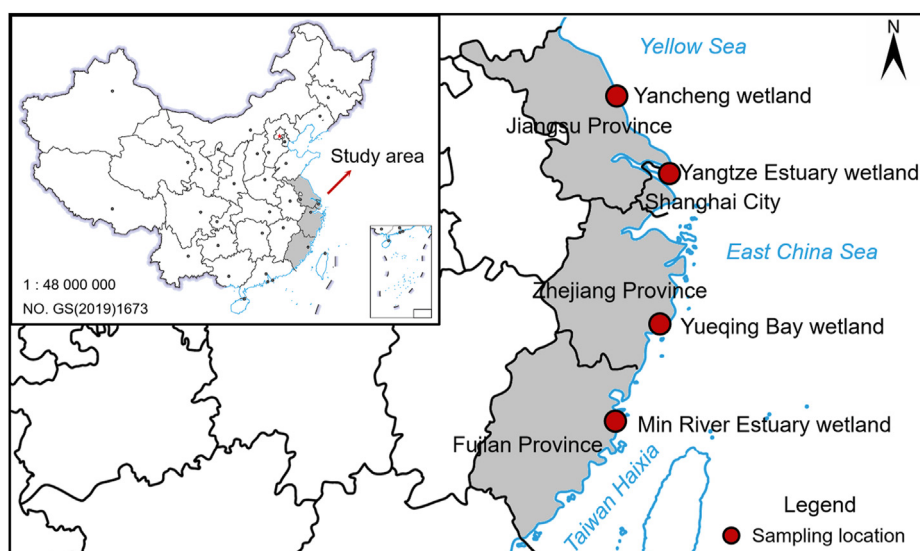 Study area
1 : 48 000 000
NO. GS(2019)1673
N
Yellow Sea
Yancheng wetland
Jiangsu Province
Yangtze Estuary wetland
Shanghai City
East China Sea
Zhejiang Province
Yueqing Bay wetland
Min River Estuary wetland
Fujian Province
Taiwan Haixia
Legend
Sampling location